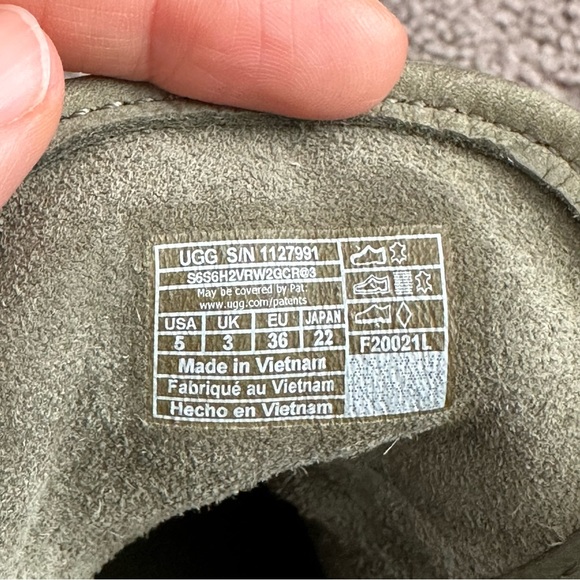 UGG S/N 1127991
S6S6H2VRW2GCR@3
May be covered by Pat:
www.ugg.com/patents
USA UK EU JAPAN
5 3 36 22
F20021L
Made in Vietnam
Fabriqué au Vietnam
Hecho en Vietnam